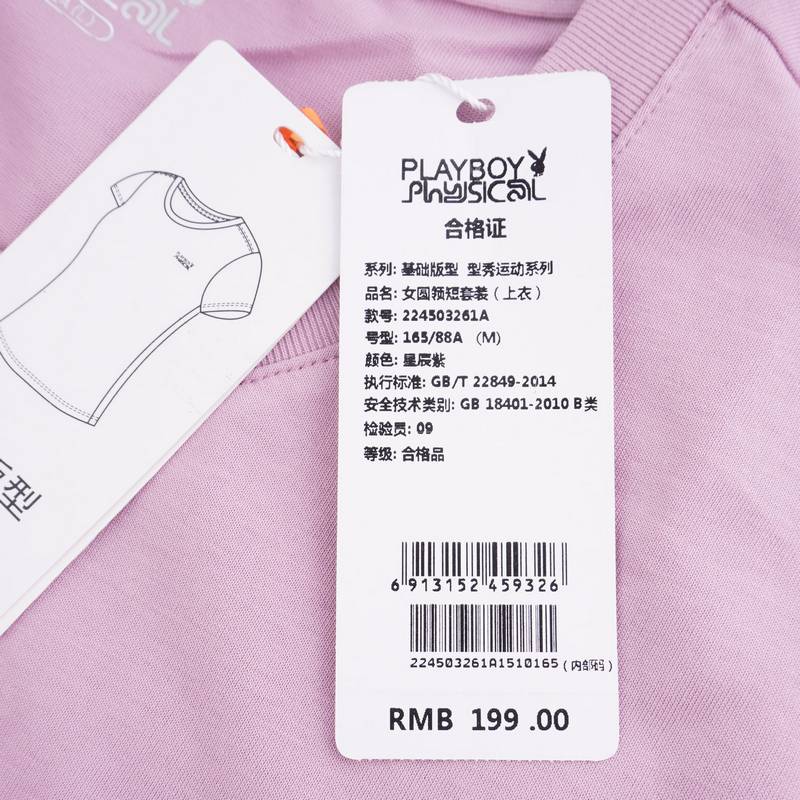 PLAYBOY
PhySICAL
合格证
系列: 基础版型 型秀运动系列
品名: 女圆领短套装（上衣）
款号: 224503261A
号型: 165/88A （M）
颜色: 星辰紫
执行标准: GB/T 22849-2014
安全技术类别: GB 18401-2010 B类
检验员: 09
等级: 合格品
6 913152 459326
224503261A1510165（内部码）
RMB 199.00
版型